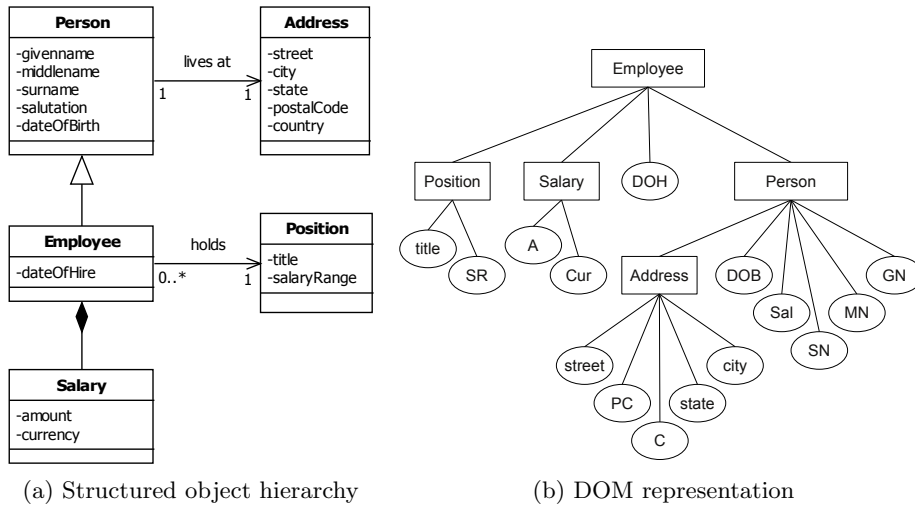 Person
-givenname
-middlename
-surname
-salutation
-dateOfBirth
lives at
1
1
Address
-street
-city
-state
-postalCode
-country
Employee
-dateOfHire
holds
0..*
1
Position
-title
-salaryRange
Salary
-amount
-currency
(a) Structured object hierarchy
Employee
Position
Salary
DOH
Person
title
SR
A
Cur
Address
DOB
Sal
SN
MN
GN
street
PC
C
state
city
(b) DOM representation